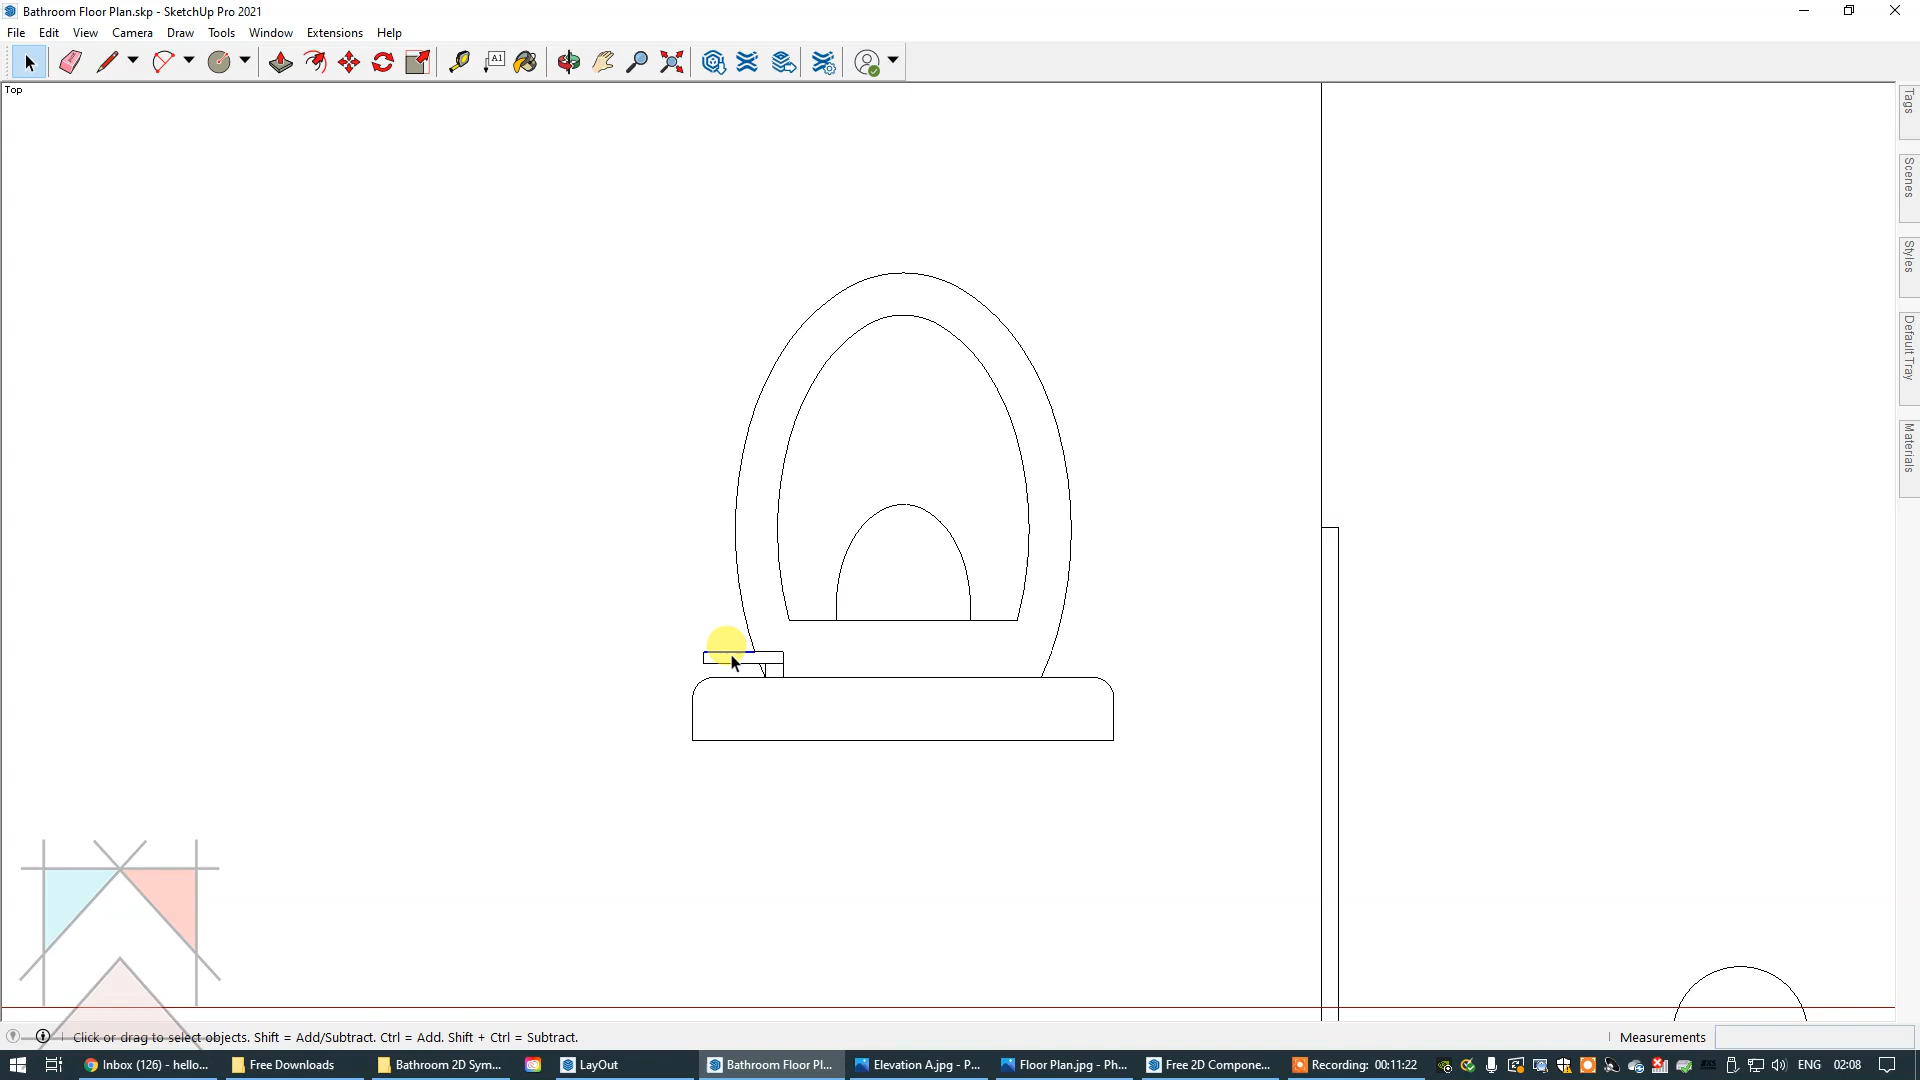 Bathroom Floor Plan.skp - SketchUp Pro 2021
File Edit View Camera Draw Tools Window Extensions Help
A1
Top
Tags
Scenes
Styles
Default Tray
Materials
Click or drag to select objects. Shift = Add/Subtract. Ctrl = Add. Shift + Ctrl = Subtract.
Measurements
Inbox (126) - hello... Free Downloads Bathroom 2D Sym... LayOut Bathroom Floor Pl... Elevation A.jpg - P... Floor Plan.jpg - Ph... Free 2D Compone... Recording: 00:11:22 ENG 02:08